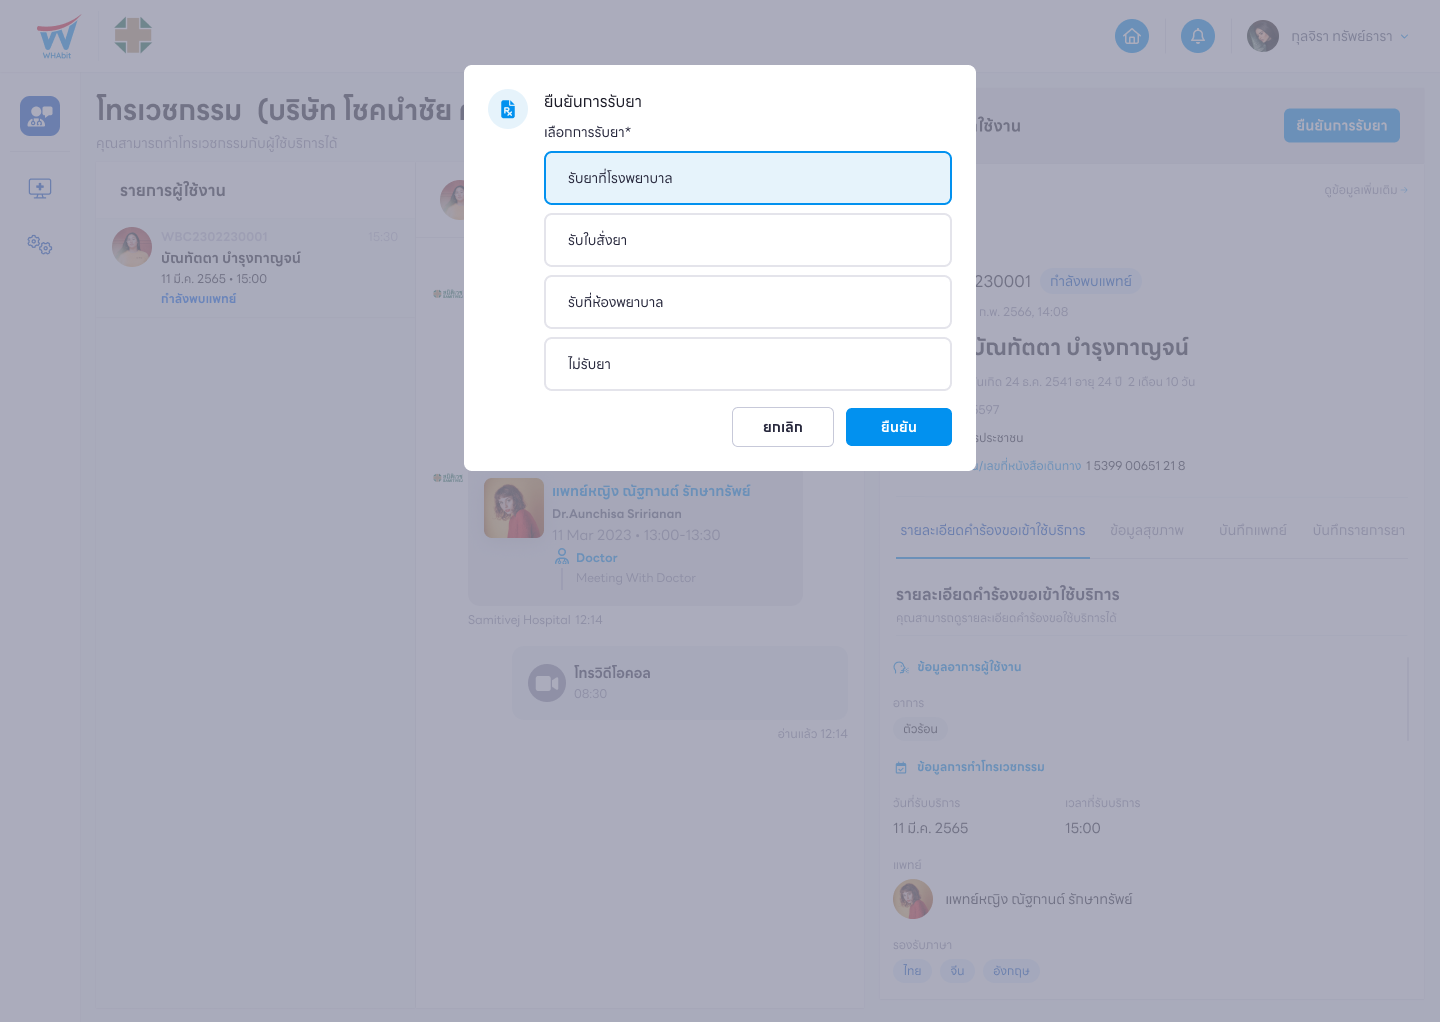 WHAbit
กุลจิรา ทรัพย์ธารา
โทรเวชกรรม (บริษัท โชคนำชัย
คุณสามารถทำโทรเวชกรรมกับผู้ใช้บริการได้
รายการผู้ใช้งาน
WBC2302230001
15:30
บัณฑัตตา บำรุงกาญจน์
11 มี.ค. 2565 • 15:00
กำลังพบแพทย์
ยืนยันการรับยา
เลือกการรับยา*
รับยาที่โรงพยาบาล
รับใบสั่งยา
รับที่ห้องพยาบาล
ไม่รับยา
ยกเลิก
ยืนยัน
แพทย์หญิง ณัฐกานต์ รักษาทรัพย์
Dr.Aunchisa Sririanan
11 Mar 2023 • 13:00-13:30
Doctor
Meeting With Doctor
Samitivej Hospital 12:14
โทรวิดีโอคอล
08:30
อ่านแล้ว 12:14
ใช้งาน
ยืนยันการรับยา
ดูข้อมูลเพิ่มเติม
230001
กำลังพบแพทย์
ก.พ. 2566, 14:08
บัณฑัตตา บำรุงกาญจน์
นเกิด 24 ธ.ค. 2541 อายุ 24 ปี 2 เดือน 10 วัน
5597
รประชาชน
น/เลขที่หนังสือเดินทาง 1 5399 00651 21 8
รายละเอียดคำร้องขอเข้าใช้บริการ
ข้อมูลสุขภาพ
บันทึกแพทย์
บันทึกรายการยา
รายละเอียดคำร้องขอเข้าใช้บริการ
คุณสามารถดูรายละเอียดคำร้องขอใช้บริการได้
ข้อมูลอาการผู้ใช้งาน
อาการ
ตัวร้อน
ข้อมูลการทำโทรเวชกรรม
วันที่รับบริการ
เวลาที่รับบริการ
11 มี.ค. 2565
15:00
แพทย์
แพทย์หญิง ณัฐกานต์ รักษาทรัพย์
รองรับภาษา
ไทย
จีน
อังกฤษ